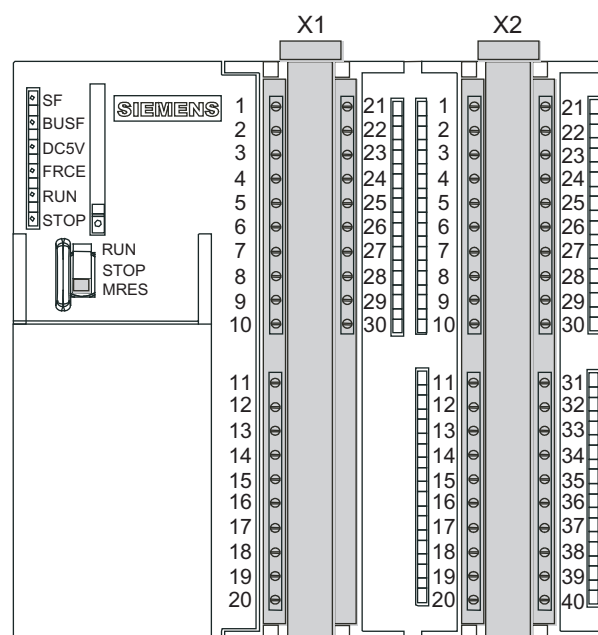 X1 X2
SF
BUSF
DC5V
FRCE
RUN
STOP
SIEMENS
RUN
STOP
MRES
1 21 1 21
2 22 2 22
3 23 3 23
4 24 4 24
5 25 5 25
6 26 6 26
7 27 7 27
8 28 8 28
9 29 9 29
10 30 10 30
11 11 31
12 12 32
13 13 33
14 14 34
15 15 35
16 16 36
17 17 37
18 18 38
19 19 39
20 20 40